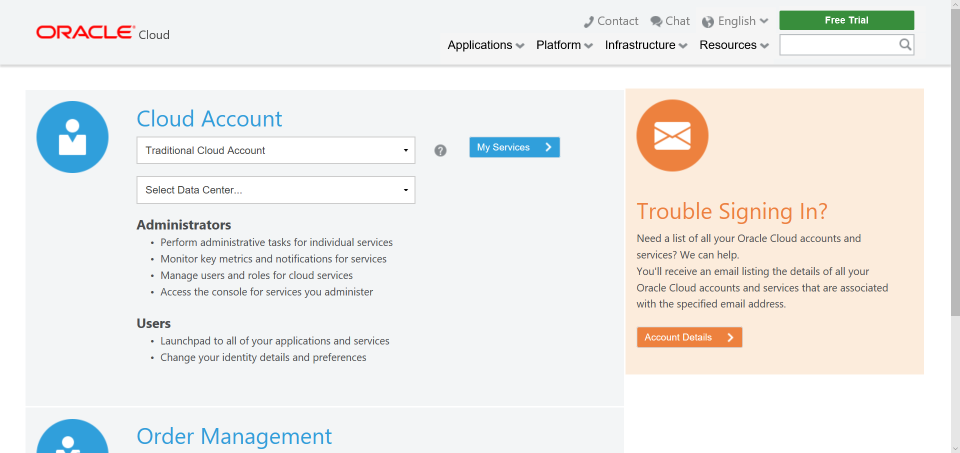 ORACLE Cloud
Contact Chat English Free Trial
Applications Platform Infrastructure Resources
Cloud Account
Traditional Cloud Account
? My Services
Select Data Center...
Administrators
• Perform administrative tasks for individual services
• Monitor key metrics and notifications for services
• Manage users and roles for cloud services
• Access the console for services you administer
Users
• Launchpad to all of your applications and services
• Change your identity details and preferences
Trouble Signing In?
Need a list of all your Oracle Cloud accounts and
services? We can help.
You'll receive an email listing the details of all your
Oracle Cloud accounts and services that are associated
with the specified email address.
Account Details
Order Management